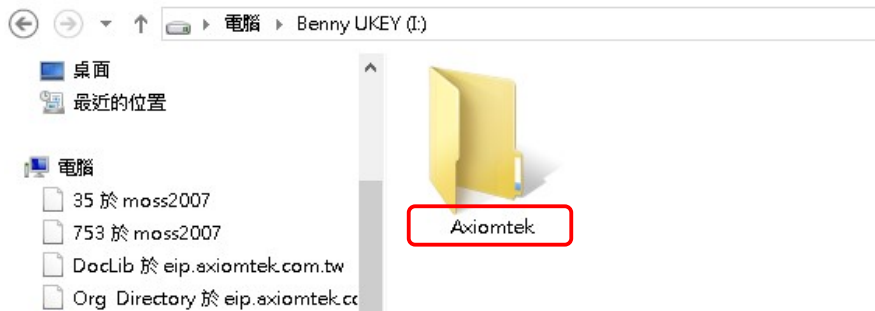 電腦 Benny UKEY (I:)
桌面
最近的位置
電腦
35 於 moss2007
753 於 moss2007
DocLib 於 eip.axiomtek.com.tw
Org Directory 於 eip.axiomtek.cc
Axiomtek